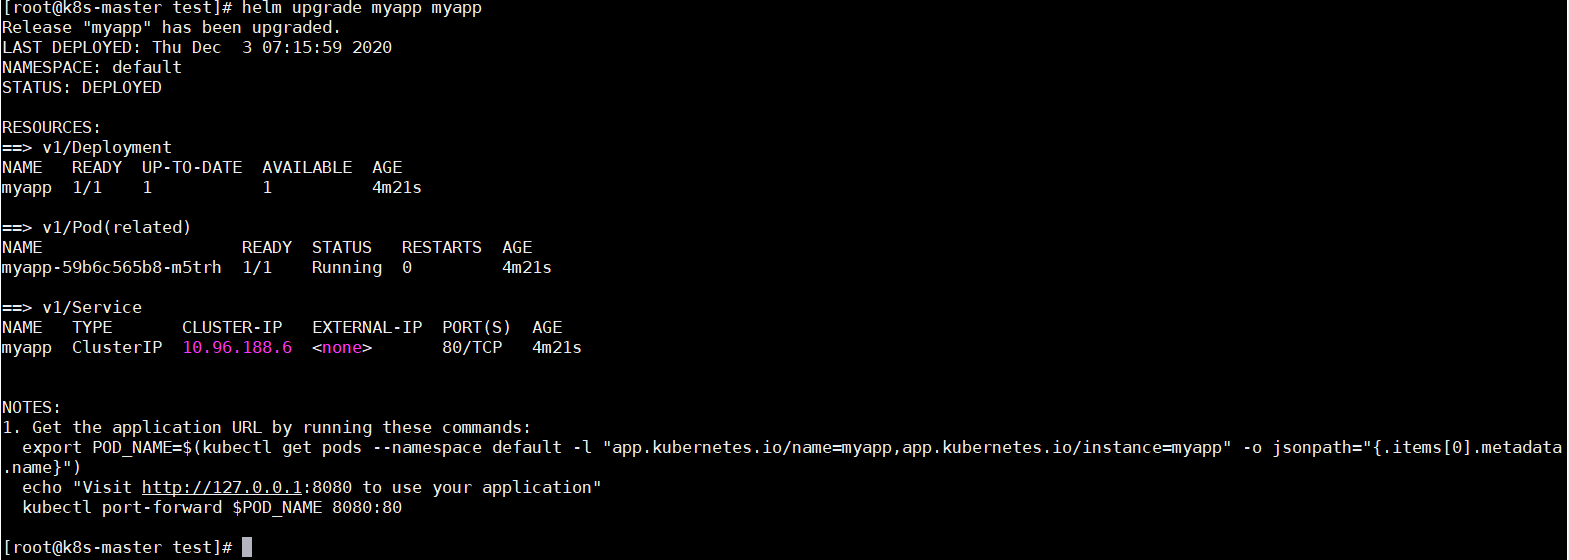 [root@k8s-master test]# helm upgrade myapp myapp
Release "myapp" has been upgraded.
LAST DEPLOYED: Thu Dec  3 07:15:59 2020
NAMESPACE: default
STATUS: DEPLOYED

RESOURCES:
==> v1/Deployment
NAME   READY  UP-TO-DATE  AVAILABLE  AGE
myapp  1/1    1           1          4m21s

==> v1/Pod(related)
NAME                    READY  STATUS   RESTARTS  AGE
myapp-59b6c565b8-m5trh  1/1    Running  0         4m21s

==> v1/Service
NAME   TYPE       CLUSTER-IP   EXTERNAL-IP  PORT(S)  AGE
myapp  ClusterIP  10.96.188.6  <none>       80/TCP   4m21s


NOTES:
1. Get the application URL by running these commands:
  export POD_NAME=$(kubectl get pods --namespace default -l "app.kubernetes.io/name=myapp,app.kubernetes.io/instance=myapp" -o jsonpath="{.items[0].metadata
.name}")
  echo "Visit http://127.0.0.1:8080 to use your application"
  kubectl port-forward $POD_NAME 8080:80

[root@k8s-master test]#